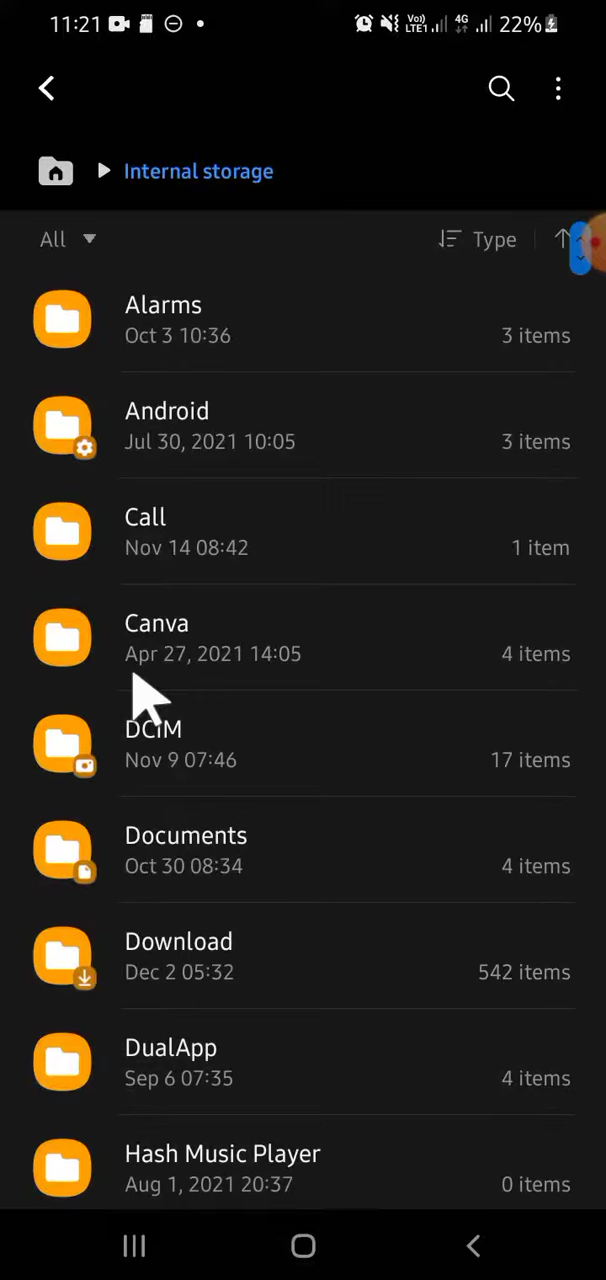 11:21 Vo) LTE1 4G 22%
Internal storage
All Type
Alarms
Oct 3 10:36 3 items
Android
Jul 30, 2021 10:05 3 items
Call
Nov 14 08:42 1 item
Canva
Apr 27, 2021 14:05 4 items
DCIM
Nov 9 07:46 17 items
Documents
Oct 30 08:34 4 items
Download
Dec 2 05:32 542 items
DualApp
Sep 6 07:35 4 items
Hash Music Player
Aug 1, 2021 20:37 0 items